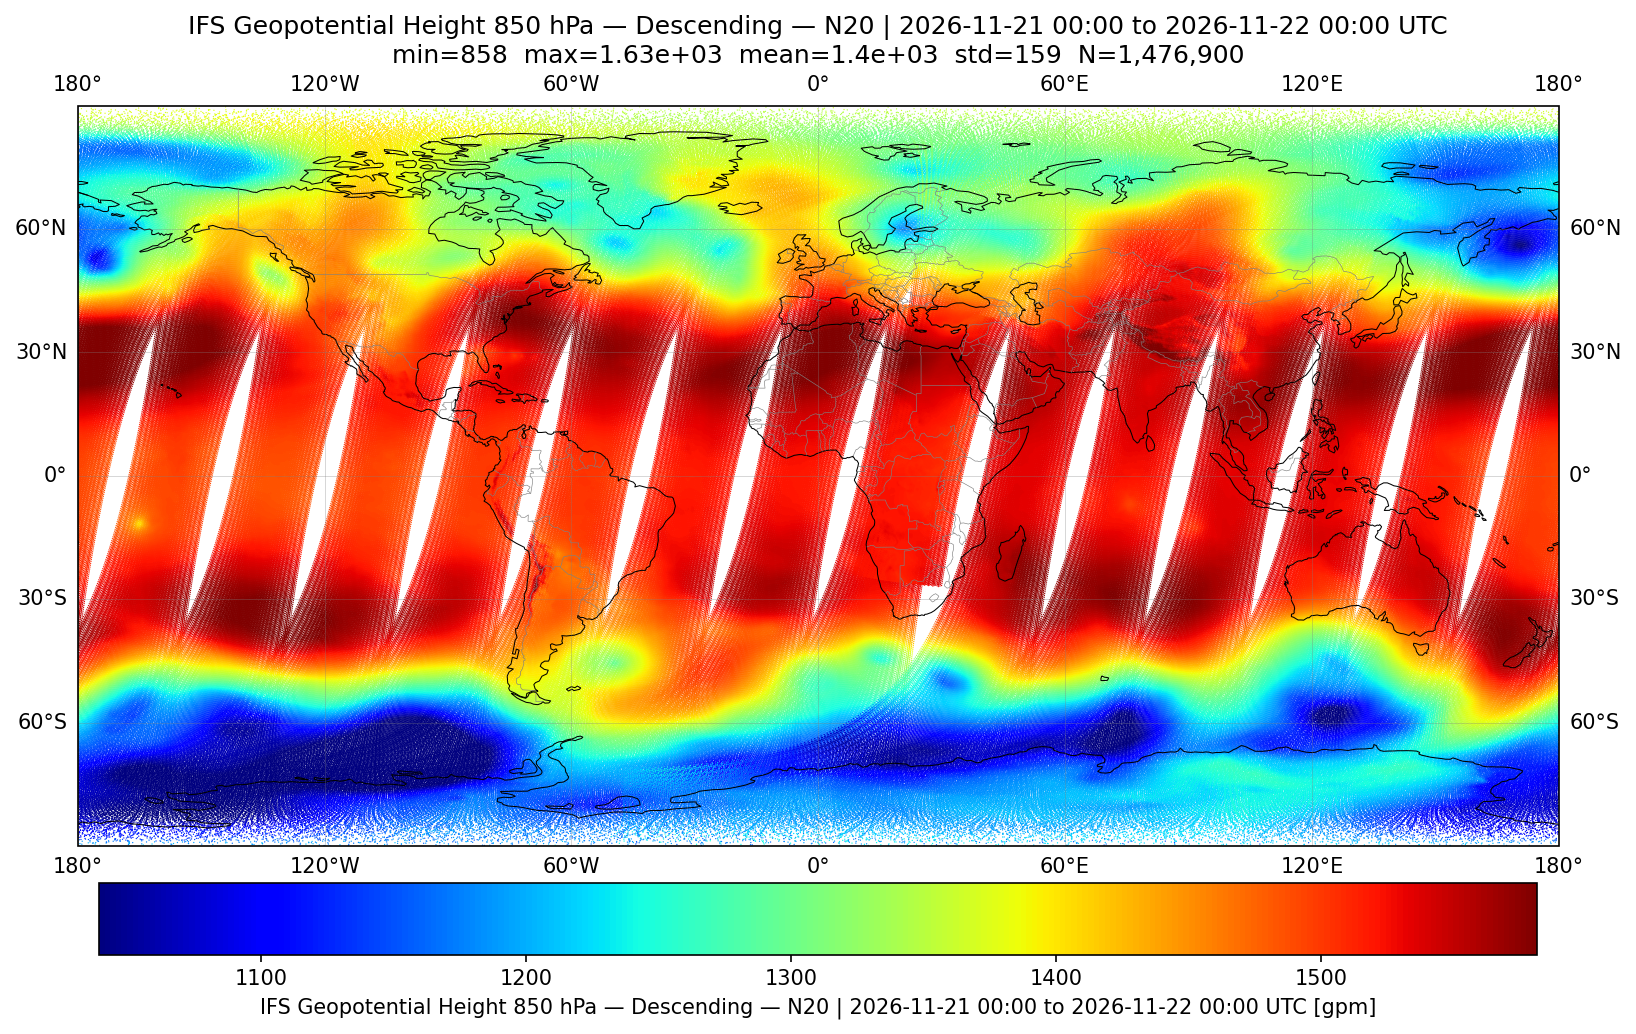 IFS Geopotential Height 850 hPa — Descending — N20 | 2026-11-21 00:00 to 2026-11-22 00:00 UTC
min=858  max=1.63e+03  mean=1.4e+03  std=159  N=1,476,900
180° 120°W 60°W 0° 60°E 120°E 180°
60°N 60°N
30°N 30°N
0° 0°
30°S 30°S
60°S 60°S
180° 120°W 60°W 0° 60°E 120°E 180°
1100 1200 1300 1400 1500
IFS Geopotential Height 850 hPa — Descending — N20 | 2026-11-21 00:00 to 2026-11-22 00:00 UTC [gpm]